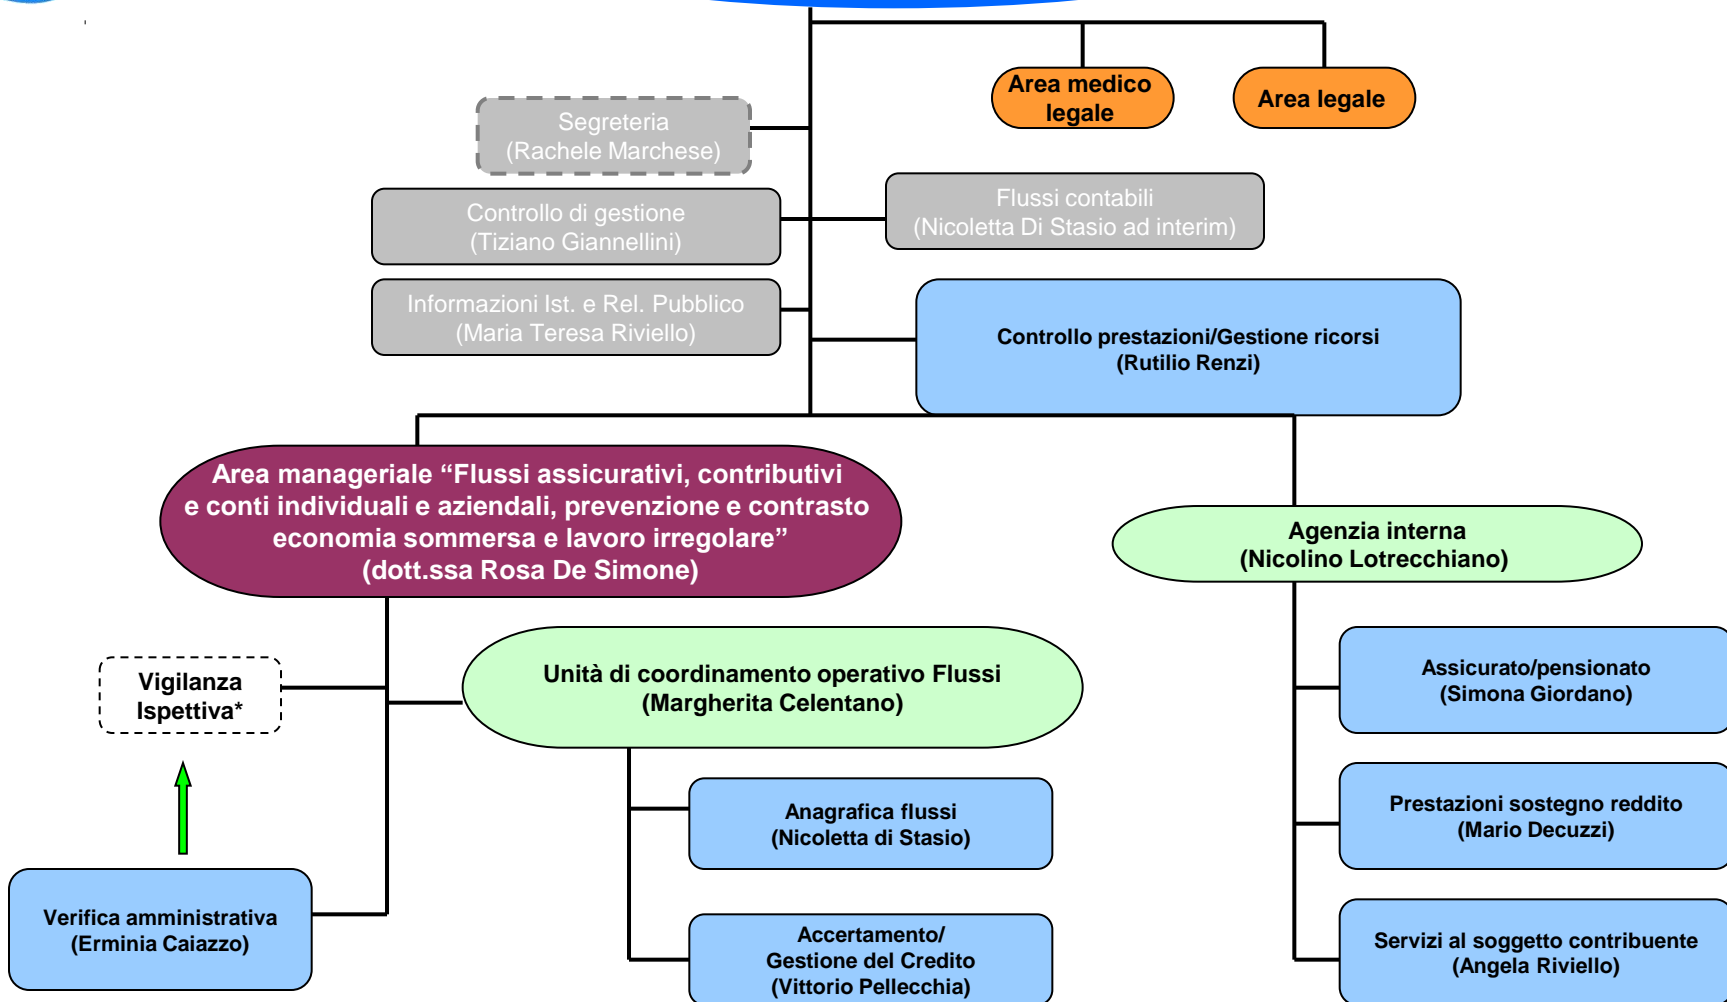 Area medico
legale
Area legale
Segreteria
(Rachele Marchese)
Controllo di gestione
(Tiziano Giannellini)
Flussi contabili
(Nicoletta Di Stasio ad interim)
Informazioni Ist. e Rel. Pubblico
(Maria Teresa Riviello)
Controllo prestazioni/Gestione ricorsi
(Rutilio Renzi)
Area manageriale “Flussi assicurativi, contributivi
e conti individuali e aziendali, prevenzione e contrasto
economia sommersa e lavoro irregolare”
(dott.ssa Rosa De Simone)
Agenzia interna
(Nicolino Lotrecchiano)
Vigilanza
Ispettiva*
Unità di coordinamento operativo Flussi
(Margherita Celentano)
Assicurato/pensionato
(Simona Giordano)
Anagrafica flussi
(Nicoletta di Stasio)
Prestazioni sostegno reddito
(Mario Decuzzi)
Verifica amministrativa
(Erminia Caiazzo)
Accertamento/
Gestione del Credito
(Vittorio Pellecchia)
Servizi al soggetto contribuente
(Angela Riviello)